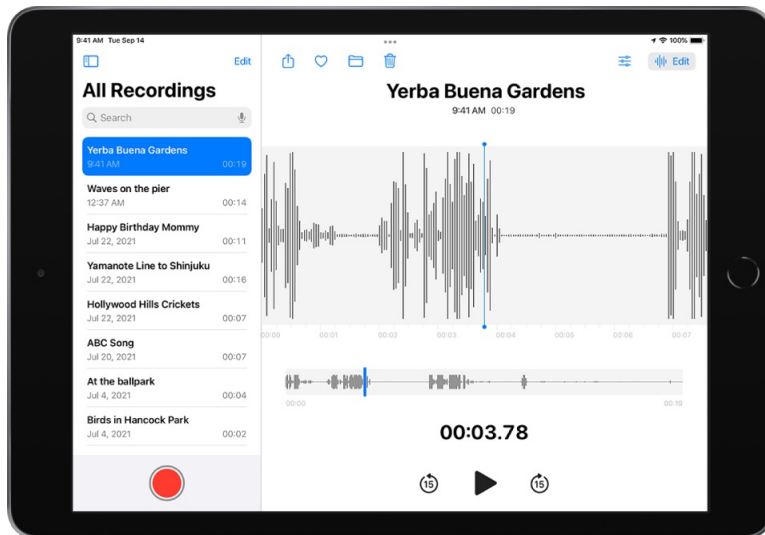 9:41 AM Tue Sep 14
100%
Edit
Edit
All Recordings
Search
Yerba Buena Gardens
9:41 AM 00:19
Waves on the pier
12:37 AM 00:14
Happy Birthday Mommy
Jul 22, 2021 00:11
Yamanote Line to Shinjuku
Jul 22, 2021 00:16
Hollywood Hills Crickets
Jul 22, 2021 00:07
ABC Song
Jul 20, 2021 00:07
At the ballpark
Jul 4, 2021 00:04
Birds in Hancock Park
Jul 4, 2021 00:02
Yerba Buena Gardens
9:41 AM 00:19
00:00 00:01 00:02 00:03 00:04 00:05 00:06 00:07
00:00 00:19
00:03.78
15 15